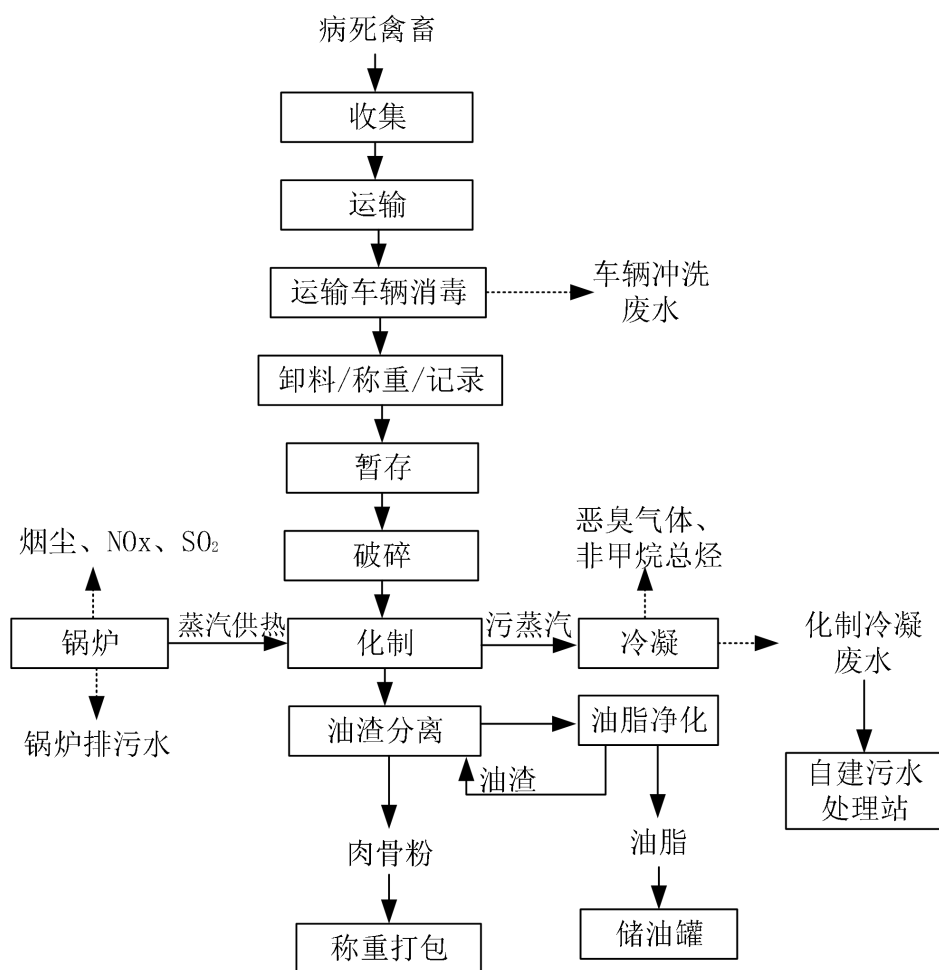 病死禽畜
收集
运输
运输车辆消毒
车辆冲洗
废水
卸料/称重/记录
暂存
破碎
恶臭气体、
非甲烷总烃
烟尘、NOx、SO₂
锅炉
蒸汽供热
化制
污蒸汽
冷凝
化制冷凝
废水
锅炉排污水
油渣分离
油脂净化
油渣
自建污水
处理站
肉骨粉
油脂
称重打包
储油罐